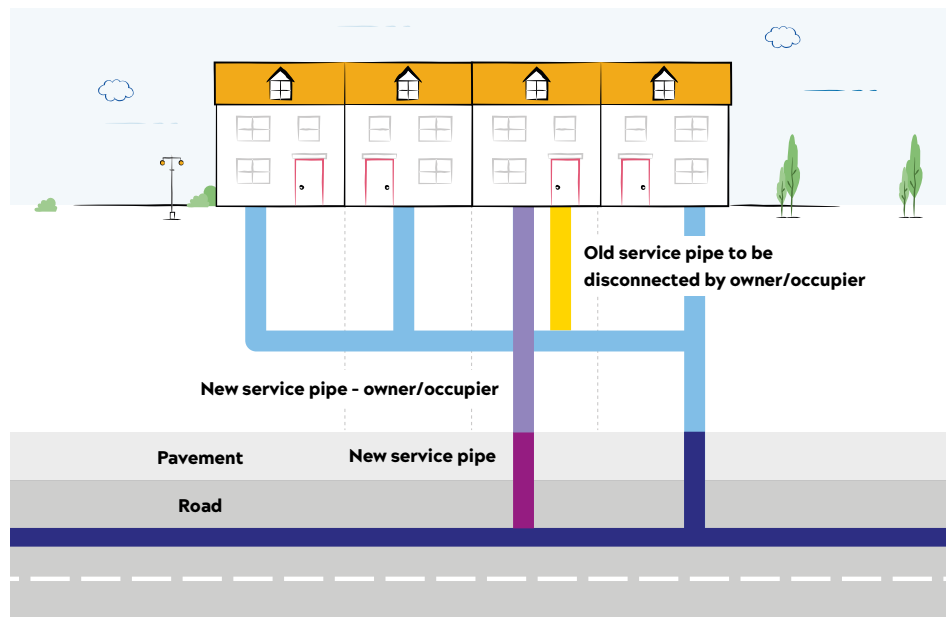 Old service pipe to be
disconnected by owner/occupier
New service pipe - owner/occupier
Pavement
New service pipe
Road